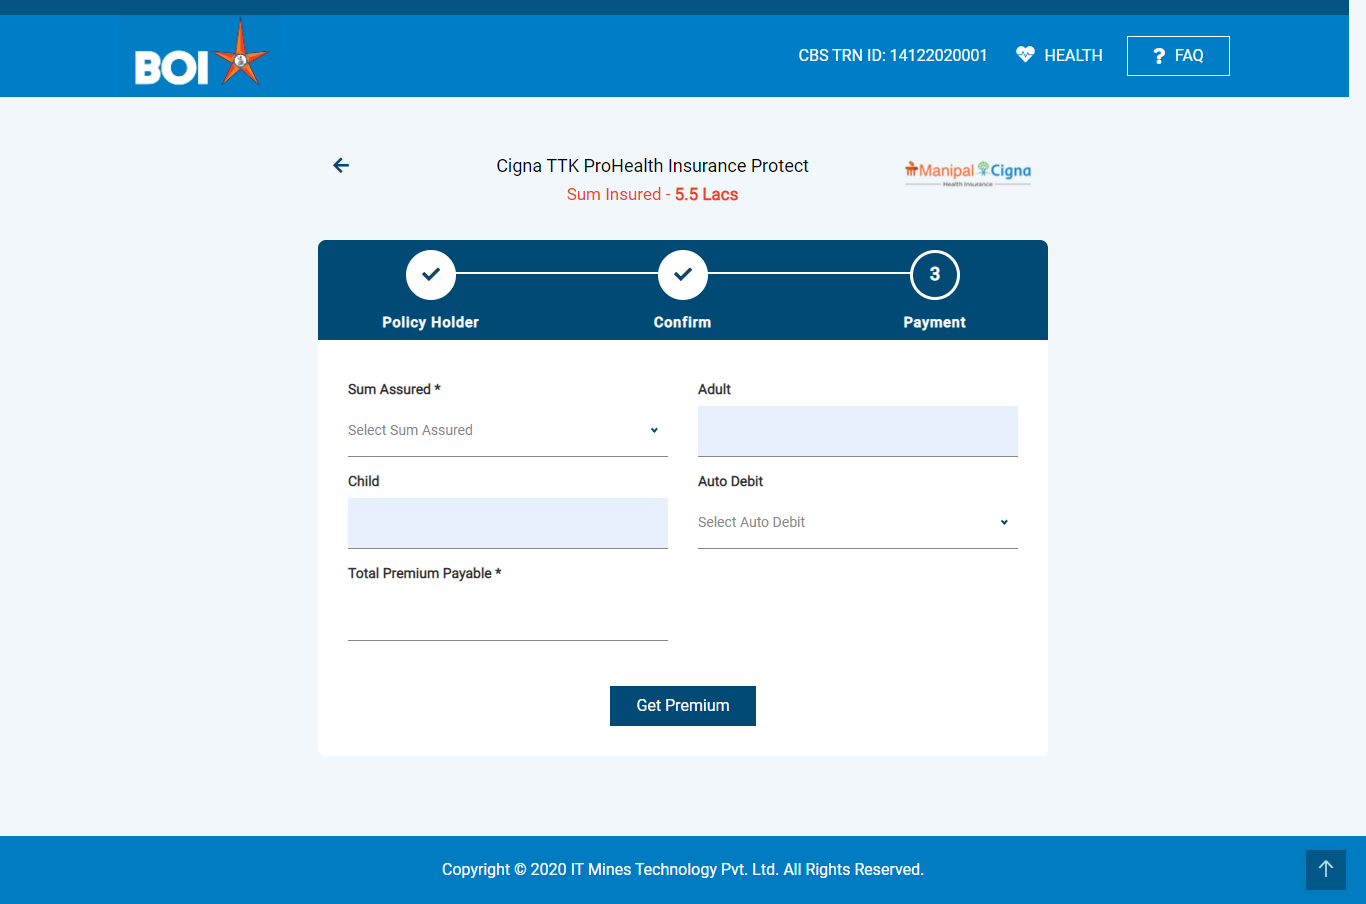 BOI
CBS TRN ID: 14122020001
HEALTH
? FAQ
Cigna TTK ProHealth Insurance Protect
Sum Insured - 5.5 Lacs
Manipal Cigna
Health Insurance
3
Policy Holder
Confirm
Payment
Sum Assured *
Adult
Select Sum Assured
Child
Auto Debit
Select Auto Debit
Total Premium Payable *
Get Premium
Copyright © 2020 IT Mines Technology Pvt. Ltd. All Rights Reserved.